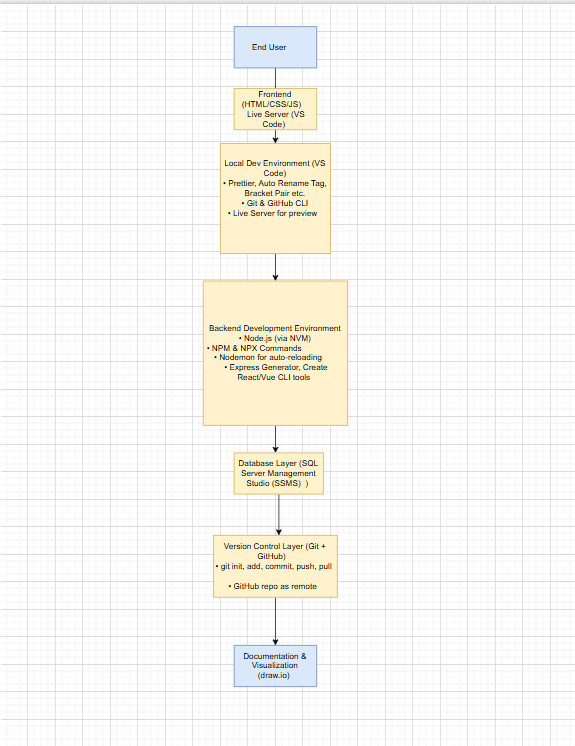 End User
Frontend
(HTML/CSS/JS)
Live Server (VS
Code)
Local Dev Environment (VS
Code)
• Prettier, Auto Rename Tag,
Bracket Pair etc.
• Git & GitHub CLI
• Live Server for preview
Backend Development Environment
• Node.js (via NVM)
• NPM & NPX Commands
• Nodemon for auto-reloading
• Express Generator, Create
React/Vue CLI tools
Database Layer (SQL
Server Management
Studio (SSMS) )
Version Control Layer (Git +
GitHub)
• git init, add, commit, push, pull
• GitHub repo as remote
Documentation &
Visualization
(draw.io)